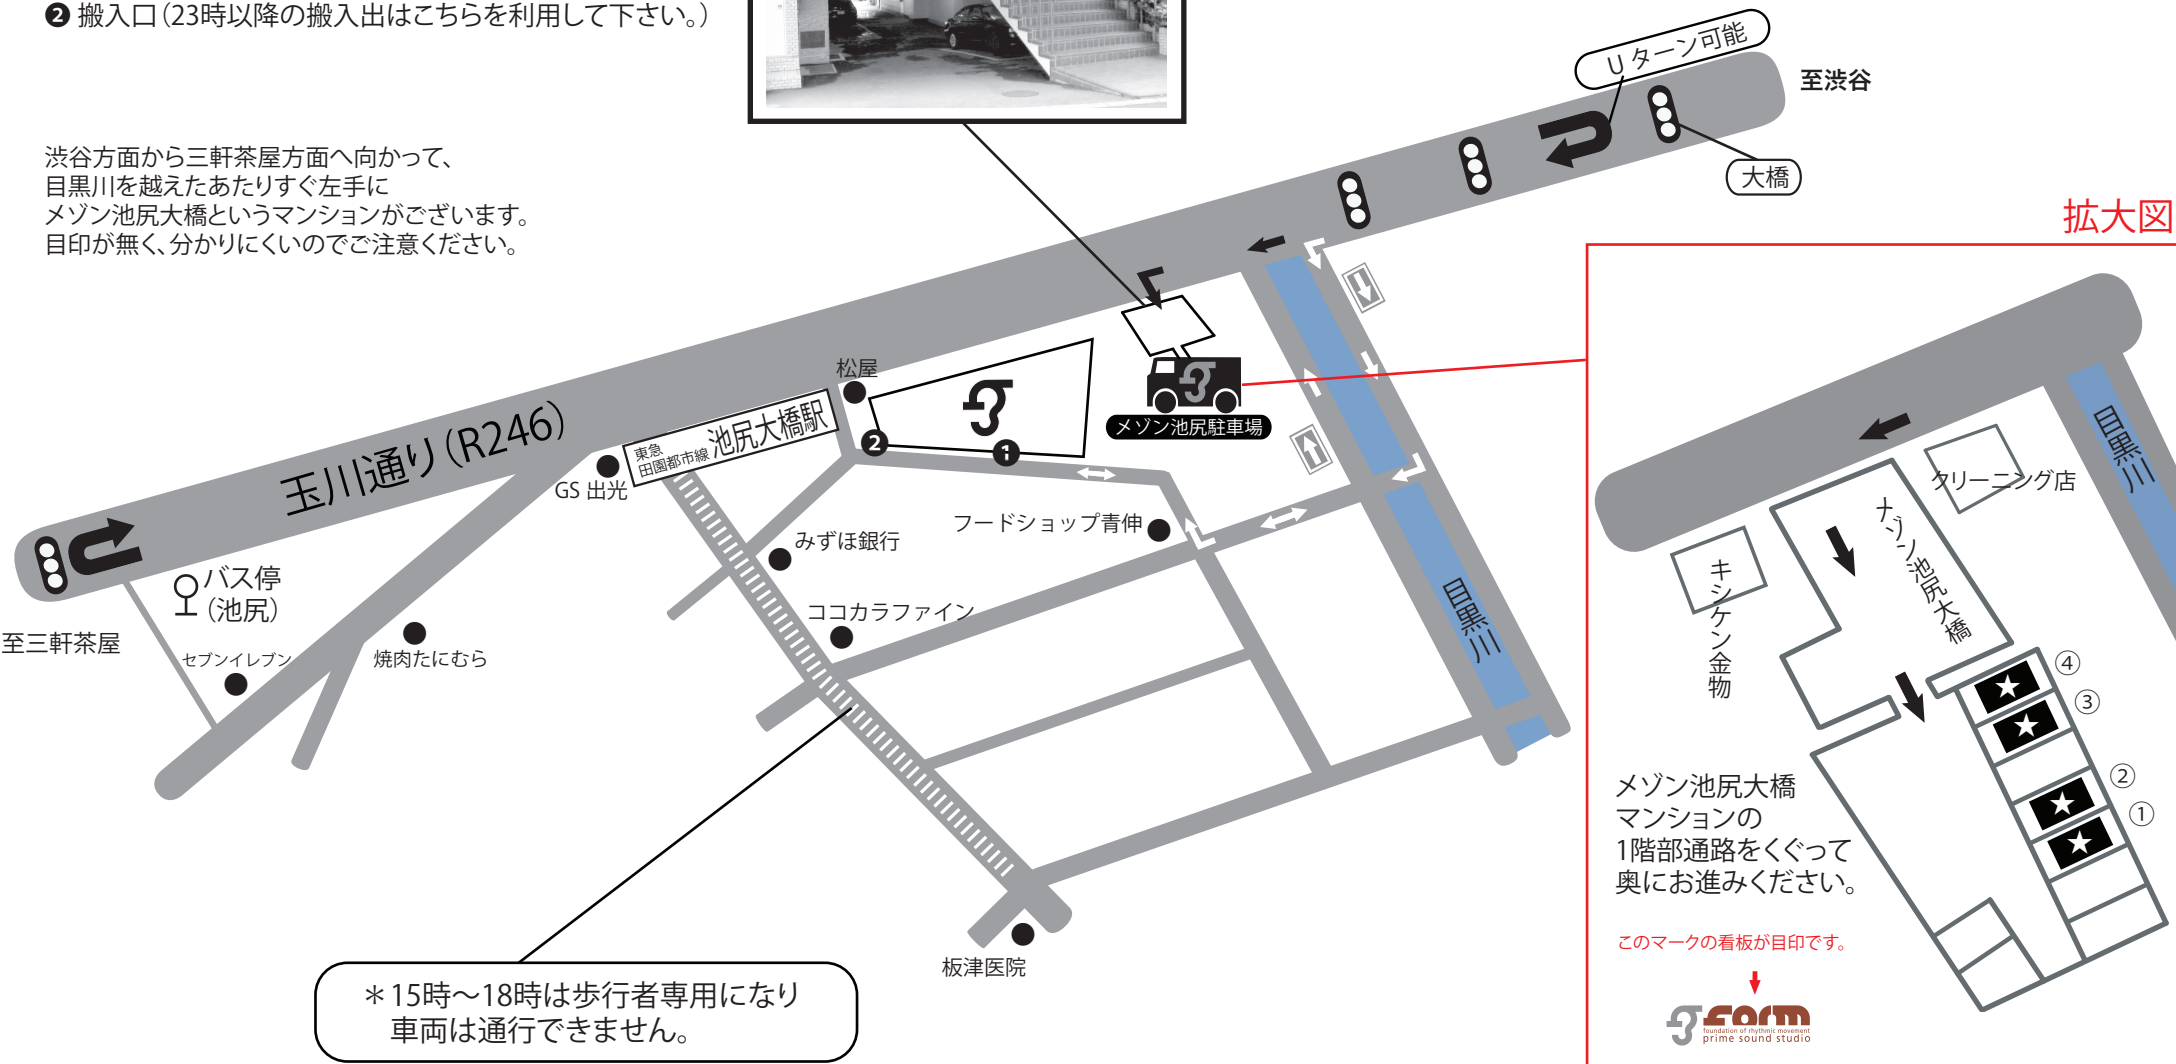 ❷ 搬入口（23時以降の搬入出はこちらを利用して下さい。）
渋谷方面から三軒茶屋方面へ向かって、
目黒川を越えたあたりすぐ左手に
メゾン池尻大橋というマンションがございます。
目印が無く、分かりにくいのでご注意ください。
Uターン可能
至渋谷
大橋
拡大図
松屋
玉川通り（R246）
東急
田園都市線 池尻大橋駅
GS 出光
❷
❶
メゾン池尻駐車場
バス停
（池尻）
至三軒茶屋
セブンイレブン
焼肉たにむら
みずほ銀行
フードショップ青伸
ココカラファイン
目黒川
板津医院
＊15時～18時は歩行者専用になり
車両は通行できません。
目黒川
クリーニング店
メゾン池尻大橋
キシケン金物
④
③
②
①
メゾン池尻大橋
マンションの
1階部通路をくぐって
奥にお進みください。
このマークの看板が目印です。
form
foundation of rhythmic movement
prime sound studio